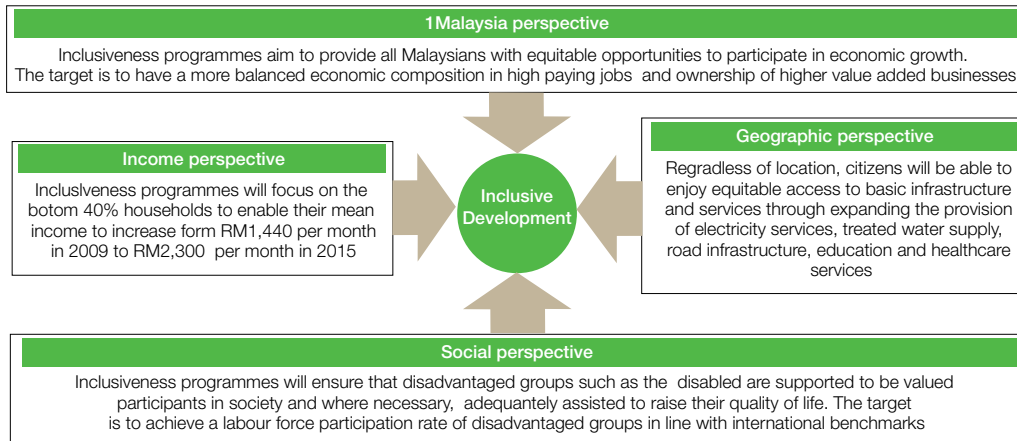 1Malaysia perspective
Inclusiveness programmes aim to provide all Malaysians with equitable opportunities to participate in economic growth.
The target is to have a more balanced economic composition in high paying jobs and ownership of higher value added businesses
Income perspective
Incluslveness programmes will focus on the
botom 40% households to enable their mean
income to increase form RM1,440 per month
in 2009 to RM2,300 per month in 2015
Inclusive
Development
Geographic perspective
Regradless of location, citizens will be able to
enjoy equitable access to basic infrastructure
and services through expanding the provision
of electricity services, treated water supply,
road infrastructure, education and healthcare
services
Social perspective
Inclusiveness programmes will ensure that disadvantaged groups such as the disabled are supported to be valued
participants in society and where necessary, adequantely assisted to raise their quality of life. The target
is to achieve a labour force participation rate of disadvantaged groups in line with international benchmarks